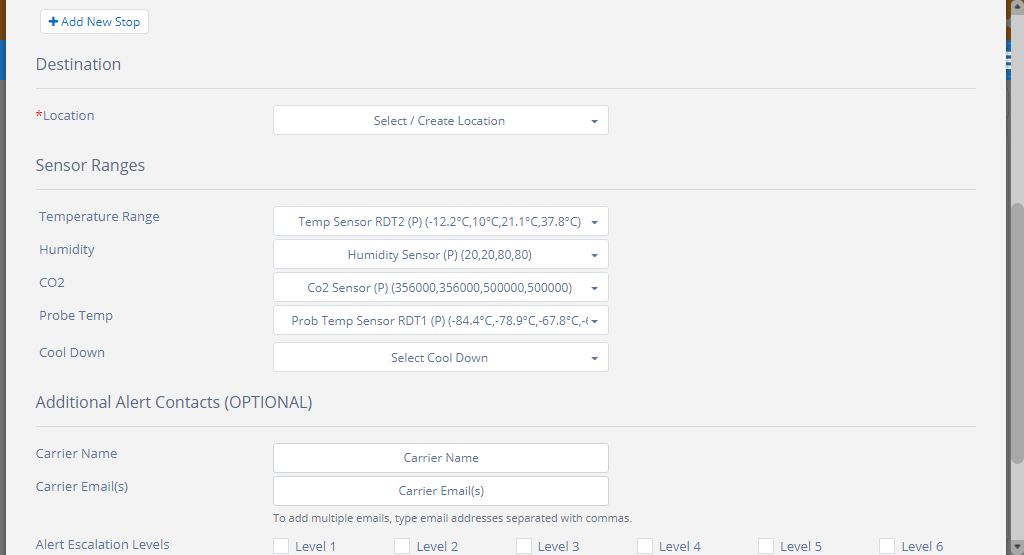 + Add New Stop
Destination
*Location
Select / Create Location
Sensor Ranges
Temperature Range
Temp Sensor RDT2 (P) (-12.2°C,10°C,21.1°C,37.8°C)
Humidity
Humidity Sensor (P) (20,20,80,80)
CO2
Co2 Sensor (P) (356000,356000,500000,500000)
Probe Temp
Prob Temp Sensor RDT1 (P) (-84.4°C,-78.9°C,-67.8°C,-
Cool Down
Select Cool Down
Additional Alert Contacts (OPTIONAL)
Carrier Name
Carrier Name
Carrier Email(s)
Carrier Email(s)
To add multiple emails, type email addresses separated with commas.
Alert Escalation Levels
Level 1
Level 2
Level 3
Level 4
Level 5
Level 6